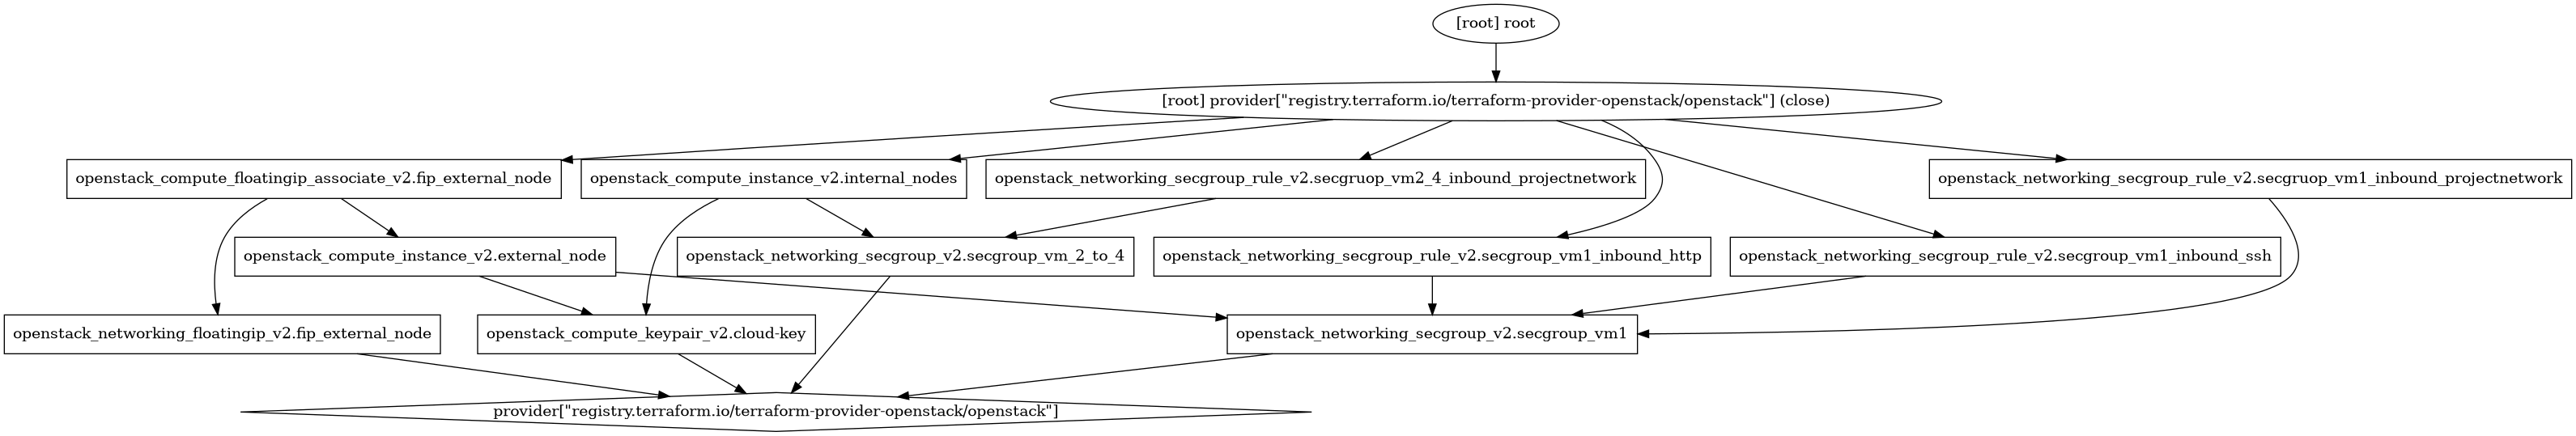 [root] root
[root] provider[\"registry.terraform.io/terraform-provider-openstack/openstack\"] (close)
openstack_compute_floatingip_associate_v2.fip_external_node
openstack_compute_instance_v2.internal_nodes
openstack_networking_secgroup_rule_v2.secgruop_vm2_4_inbound_projectnetwork
openstack_networking_secgroup_rule_v2.secgruop_vm1_inbound_projectnetwork
openstack_compute_instance_v2.external_node
openstack_networking_secgroup_v2.secgroup_vm_2_to_4
openstack_networking_secgroup_rule_v2.secgroup_vm1_inbound_http
openstack_networking_secgroup_rule_v2.secgroup_vm1_inbound_ssh
openstack_networking_floatingip_v2.fip_external_node
openstack_compute_keypair_v2.cloud-key
openstack_networking_secgroup_v2.secgroup_vm1
provider[\"registry.terraform.io/terraform-provider-openstack/openstack\"]